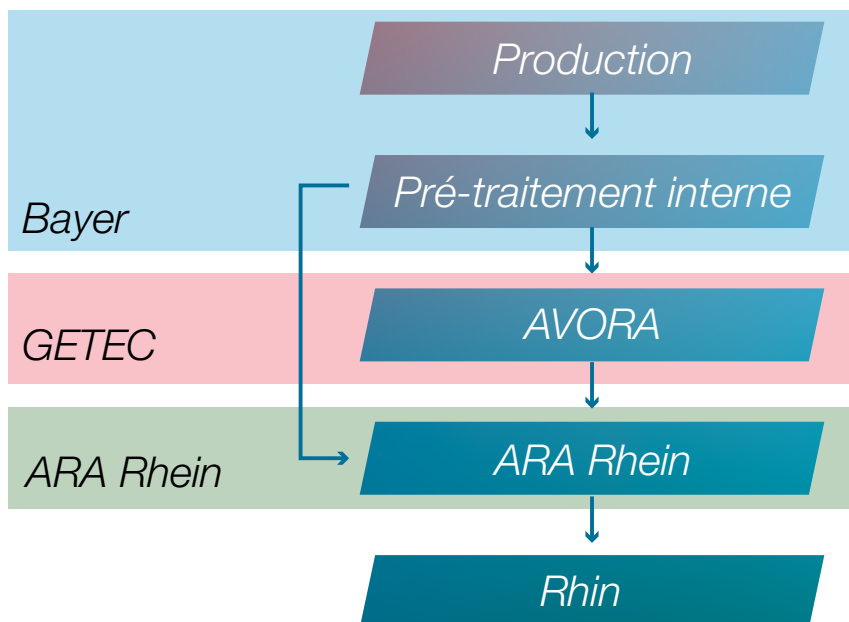 Production
Pré-traitement interne
Bayer
AVORA
GETEC
ARA Rhein
ARA Rhein
Rhin